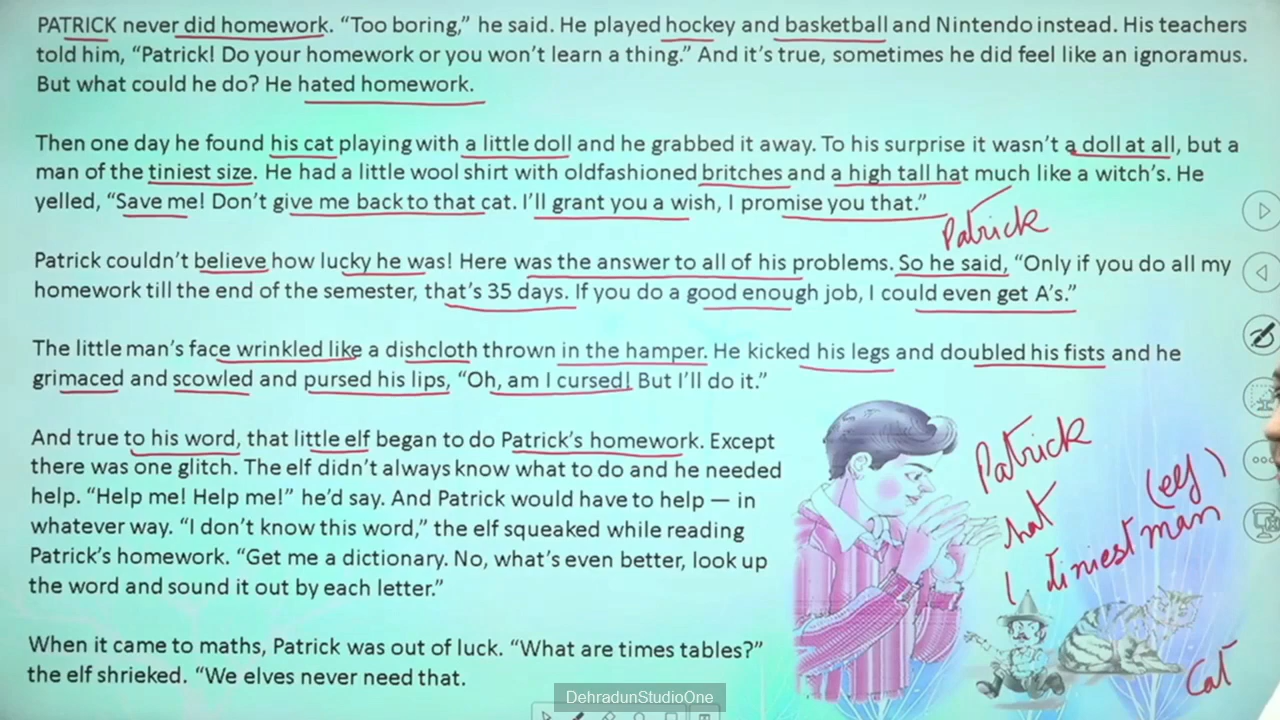 PATRICK never did homework. “Too boring,” he said. He played hockey and basketball and Nintendo instead. His teachers
told him, “Patrick! Do your homework or you won’t learn a thing.” And it’s true, sometimes he did feel like an ignoramus.
But what could he do? He hated homework.
Then one day he found his cat playing with a little doll and he grabbed it away. To his surprise it wasn’t a doll at all, but a
man of the tiniest size. He had a little wool shirt with oldfashioned britches and a high tall hat much like a witch’s. He
yelled, “Save me! Don’t give me back to that cat. I’ll grant you a wish, I promise you that.”
Patrick
Patrick couldn’t believe how lucky he was! Here was the answer to all of his problems. So he said, “Only if you do all my
homework till the end of the semester, that’s 35 days. If you do a good enough job, I could even get A’s.”
The little man’s face wrinkled like a dishcloth thrown in the hamper. He kicked his legs and doubled his fists and he
grimaced and scowled and pursed his lips, “Oh, am I cursed! But I’ll do it.”
And true to his word, that little elf began to do Patrick’s homework. Except
there was one glitch. The elf didn’t always know what to do and he needed
help. “Help me! Help me!” he’d say. And Patrick would have to help — in
whatever way. “I don’t know this word,” the elf squeaked while reading
Patrick’s homework. “Get me a dictionary. No, what’s even better, look up
the word and sound it out by each letter.”
When it came to maths, Patrick was out of luck. “What are times tables?”
the elf shrieked. “We elves never need that.
Patrick
hat
(elf)
tiniest man
Cat
DehradunStudioOne